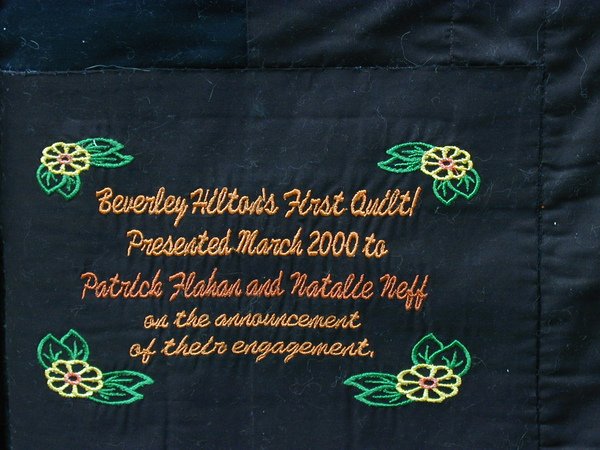 Beverley Hilton's First Quilt!
Presented March 2000 to
Patrick Flahan and Natalie Neff
on the announcement
of their engagement.